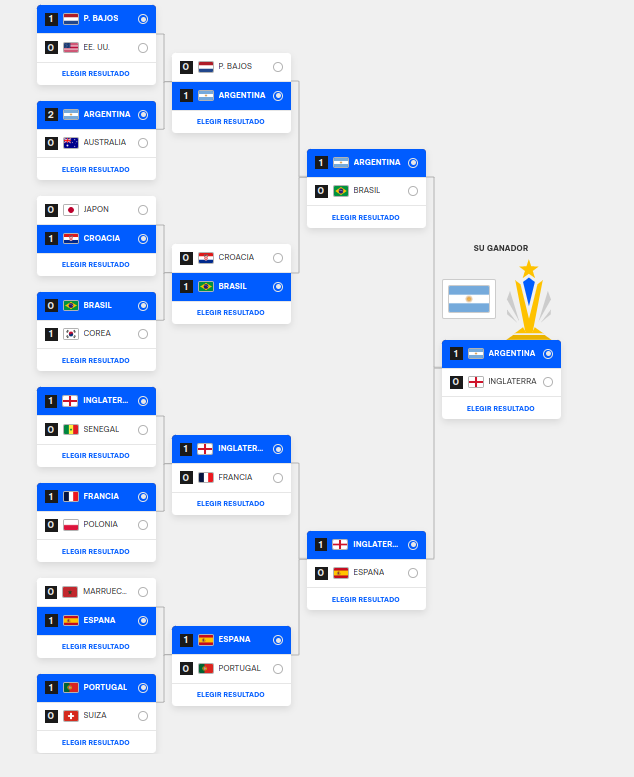 1 P. BAJOS
0 EE. UU.
ELEGIR RESULTADO
2 ARGENTINA
0 AUSTRALIA
ELEGIR RESULTADO
0 JAPON
1 CROACIA
ELEGIR RESULTADO
0 BRASIL
1 COREA
ELEGIR RESULTADO
1 INGLATER...
0 SENEGAL
ELEGIR RESULTADO
1 FRANCIA
0 POLONIA
ELEGIR RESULTADO
0 MARRUEC...
1 ESPANA
ELEGIR RESULTADO
1 PORTUGAL
0 SUIZA
ELEGIR RESULTADO
0 P. BAJOS
1 ARGENTINA
ELEGIR RESULTADO
0 CROACIA
1 BRASIL
ELEGIR RESULTADO
1 INGLATER...
0 FRANCIA
ELEGIR RESULTADO
1 ESPANA
0 PORTUGAL
ELEGIR RESULTADO
1 ARGENTINA
0 BRASIL
ELEGIR RESULTADO
1 INGLATER...
0 ESPAÑA
ELEGIR RESULTADO
SU GANADOR
1 ARGENTINA
0 INGLATERRA
ELEGIR RESULTADO